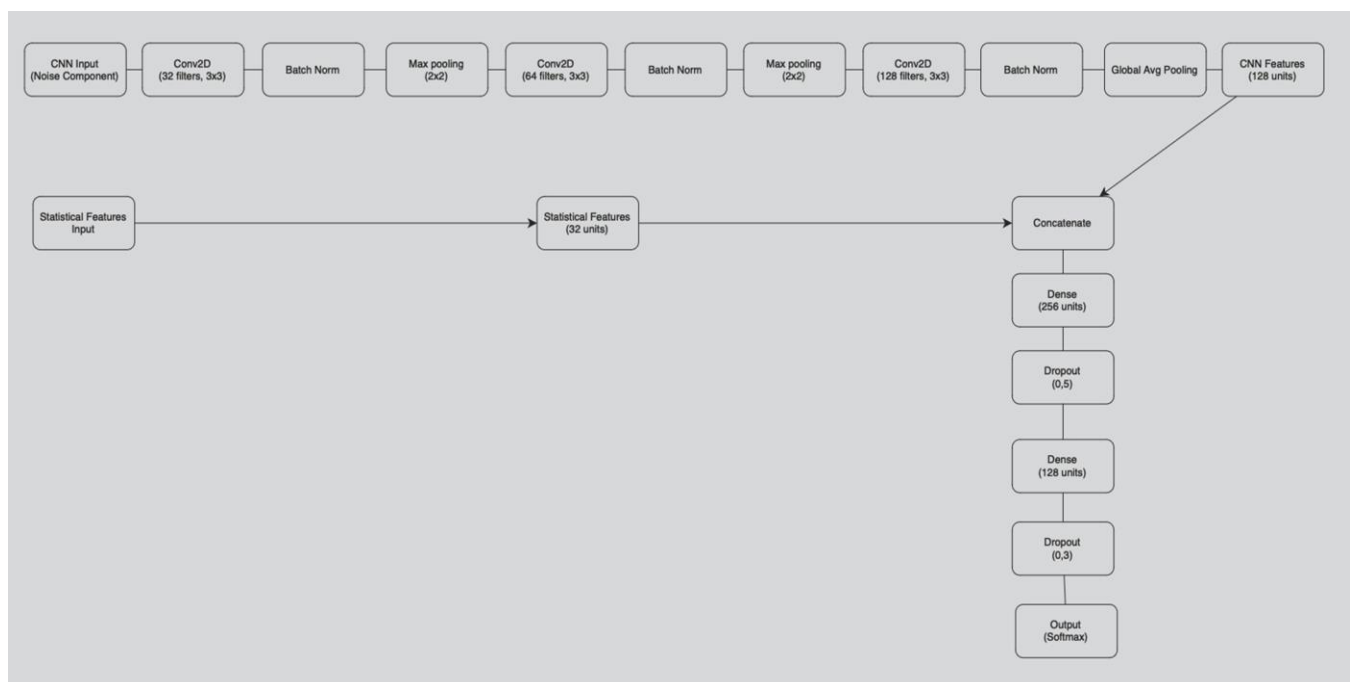 CNN Input
(Noise Component)
Conv2D
(32 filters, 3x3)
Batch Norm
Max pooling
(2x2)
Conv2D
(64 filters, 3x3)
Batch Norm
Max pooling
(2x2)
Conv2D
(128 filters, 3x3)
Batch Norm
Global Avg Pooling
CNN Features
(128 units)
Statistical Features
Input
Statistical Features
(32 units)
Concatenate
Dense
(256 units)
Dropout
(0,5)
Dense
(128 units)
Dropout
(0,3)
Output
(Softmax)